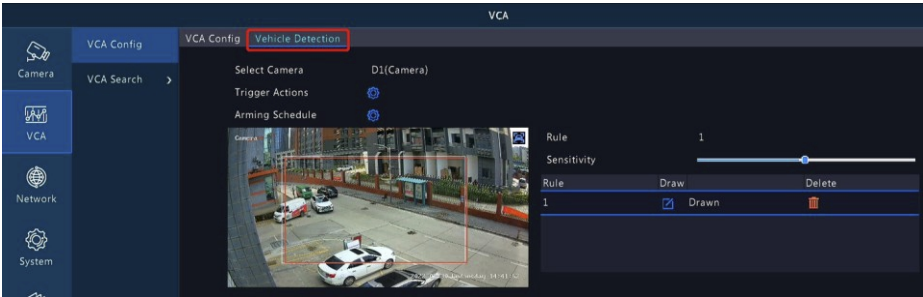 VCA
Camera
VCA
Network
System
VCA Config
VCA Search
VCA Config Vehicle Detection
Select Camera D1(Camera)
Trigger Actions
Arming Schedule
Camera
Rule 1
Sensitivity
Rule Draw Delete
1 Drawn